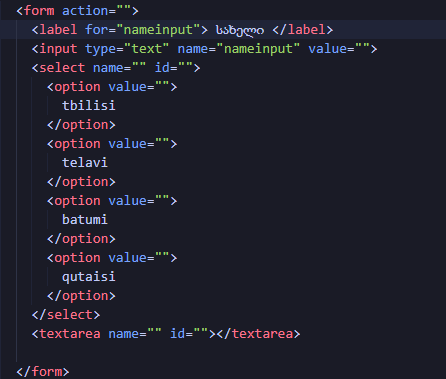 <form action="">
<label for="nameinput"> სახელი </label>
<input type="text" name="nameinput" value="">
<select name="" id="">
<option value="">
tbilisi
</option>
<option value="">
telavi
</option>
<option value="">
batumi
</option>
<option value="">
qutaisi
</option>
</select>
<textarea name="" id=""></textarea>
</form>